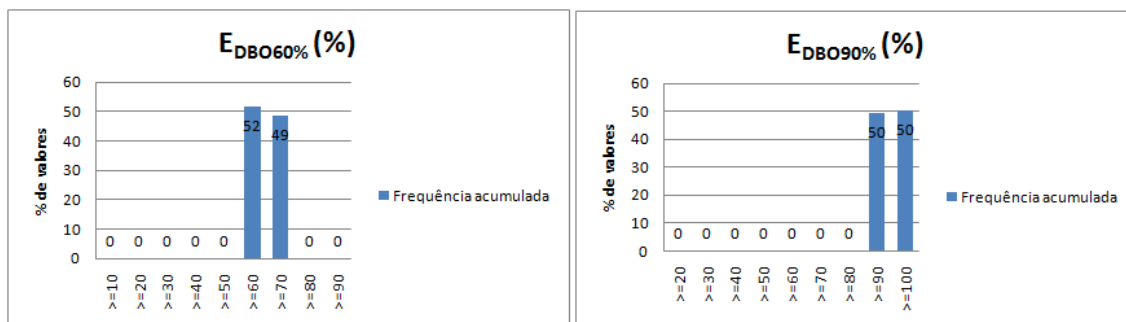 E_DBO60% (%)
% de valores
60
50
40
30
20
10
0
0 0 0 0 0 52 49 0 0
>=10 >=20 >=30 >=40 >=50 >=60 >=70 >=80 >=90
Frequência acumulada
E_DBO90% (%)
% de valores
60
50
40
30
20
10
0
0 0 0 0 0 0 0 50 50
>=20 >=30 >=40 >=50 >=60 >=70 >=80 >=90 >=100
Frequência acumulada